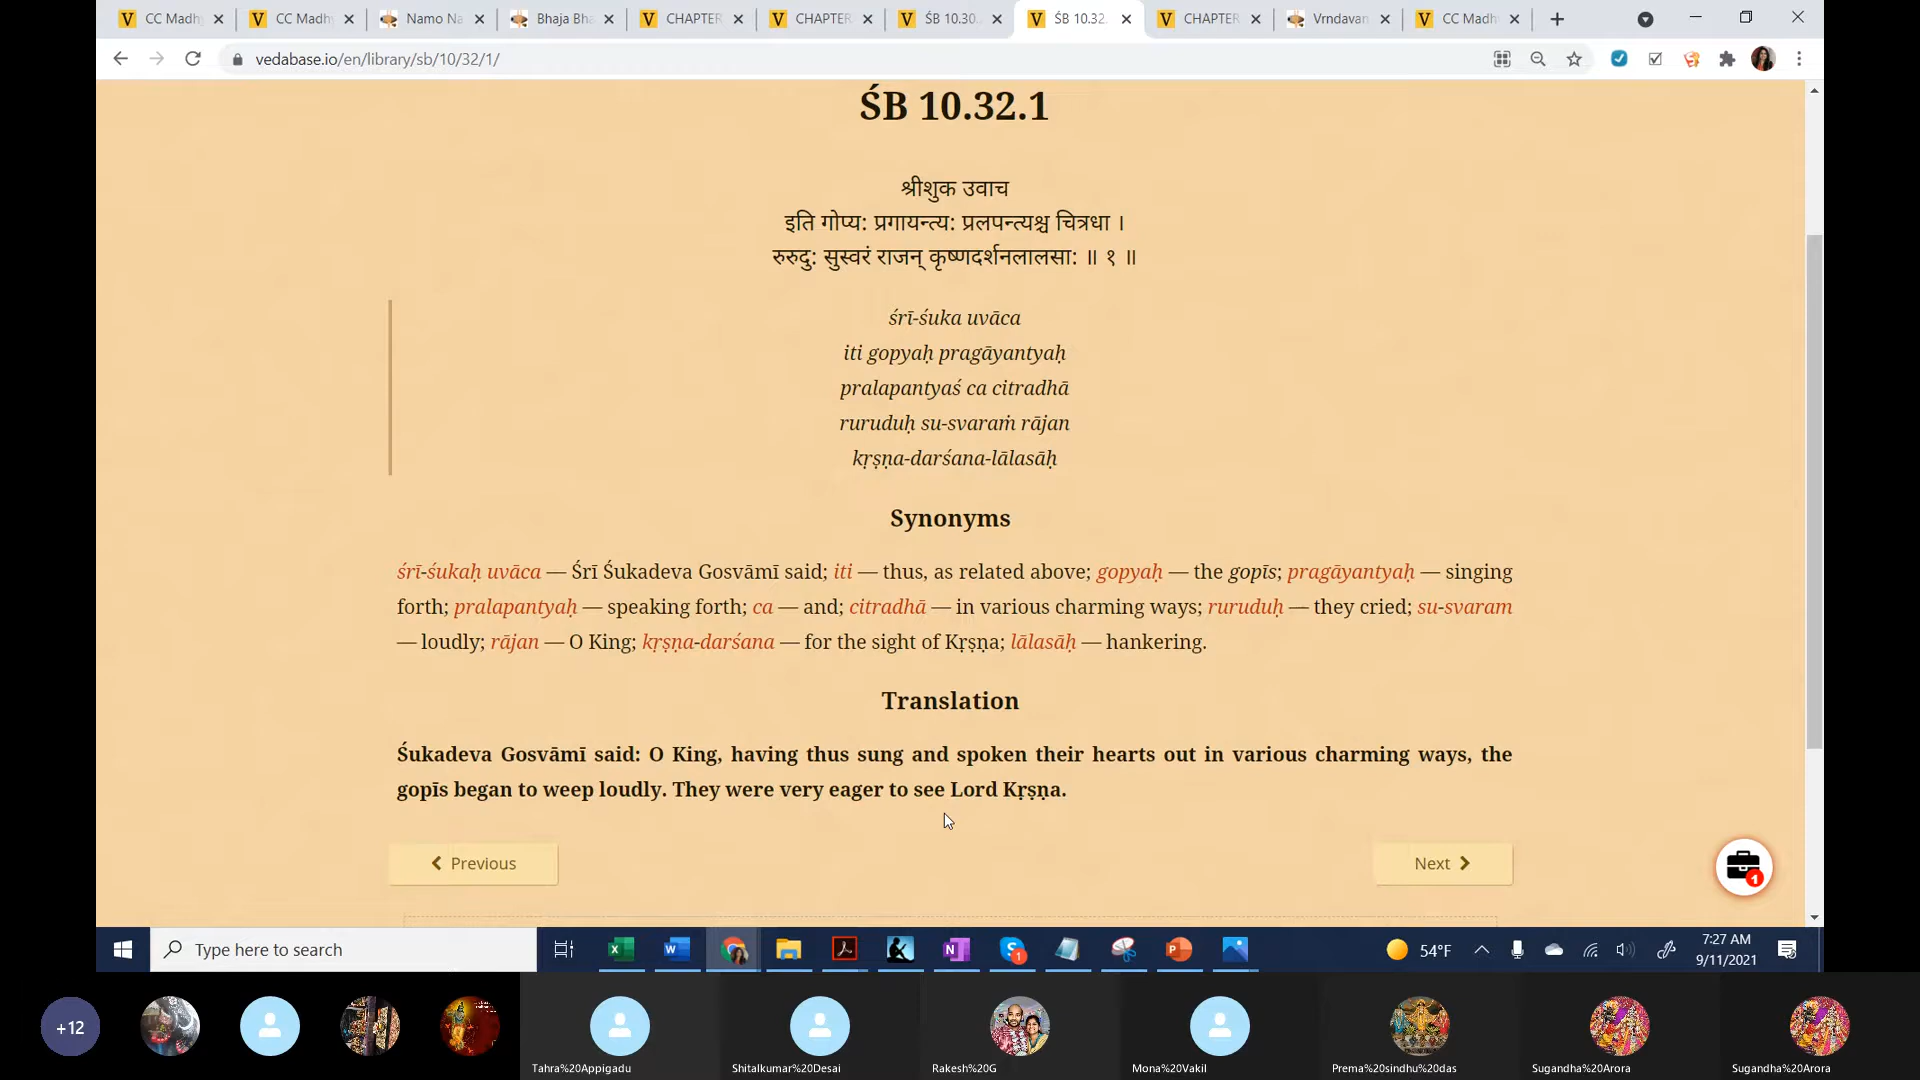 CC Madhy
CC Madhy
Namo Na
Bhaja Bha
CHAPTER
CHAPTER
ŚB 10.30.
ŚB 10.32.
CHAPTER
Vrndavan
CC Madhy
vedabase.io/en/library/sb/10/32/1/
ŚB 10.32.1
श्रीशुक उवाच
इति गोप्य: प्रगायन्त्य: प्रलपन्त्यश्च चित्रधा ।
रुरुदु: सुस्वरं राजन् कृष्णदर्शनलालसा: ॥ १ ॥
śrī-śuka uvāca
iti gopyaḥ pragāyantyaḥ
pralapantyaś ca citradhā
ruruduḥ su-svaraṁ rājan
kṛṣṇa-darśana-lālasāḥ
Synonyms
śrī-śukaḥ uvāca — Śrī Śukadeva Gosvāmī said; iti — thus, as related above; gopyaḥ — the gopīs; pragāyantyaḥ — singing
forth; pralapantyaḥ — speaking forth; ca — and; citradhā — in various charming ways; ruruduḥ — they cried; su-svaram
— loudly; rājan — O King; kṛṣṇa-darśana — for the sight of Kṛṣṇa; lālasāḥ — hankering.
Translation
Śukadeva Gosvāmī said: O King, having thus sung and spoken their hearts out in various charming ways, the
gopīs began to weep loudly. They were very eager to see Lord Kṛṣṇa.
Previous
Next
1
Type here to search
1
54°F
7:27 AM
9/11/2021
+12
Tahra%20Appigadu
Shitalkumar%20Desai
Rakesh%20G
Mona%20Vakil
Prema%20sindhu%20das
Sugandha%20Arora
Sugandha%20Arora